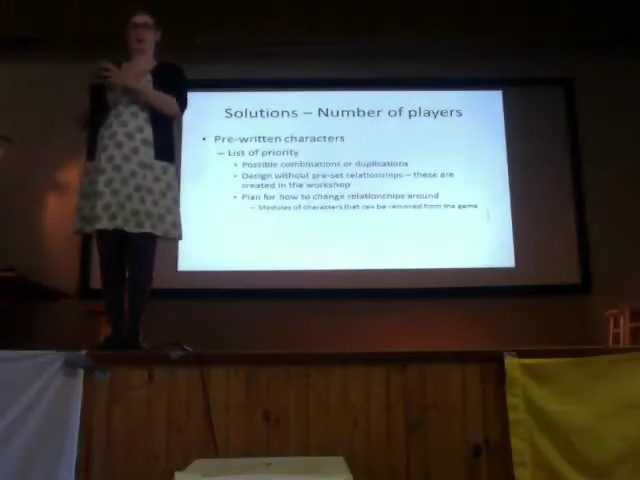 Solutions – Number of players
• Pre-written characters
– List of priority
• Possible combinations or duplications
• Design without pre-set relationships – these are
created in the workshop
• Plan for how to change relationships around
– Modules of characters that can be removed from the game